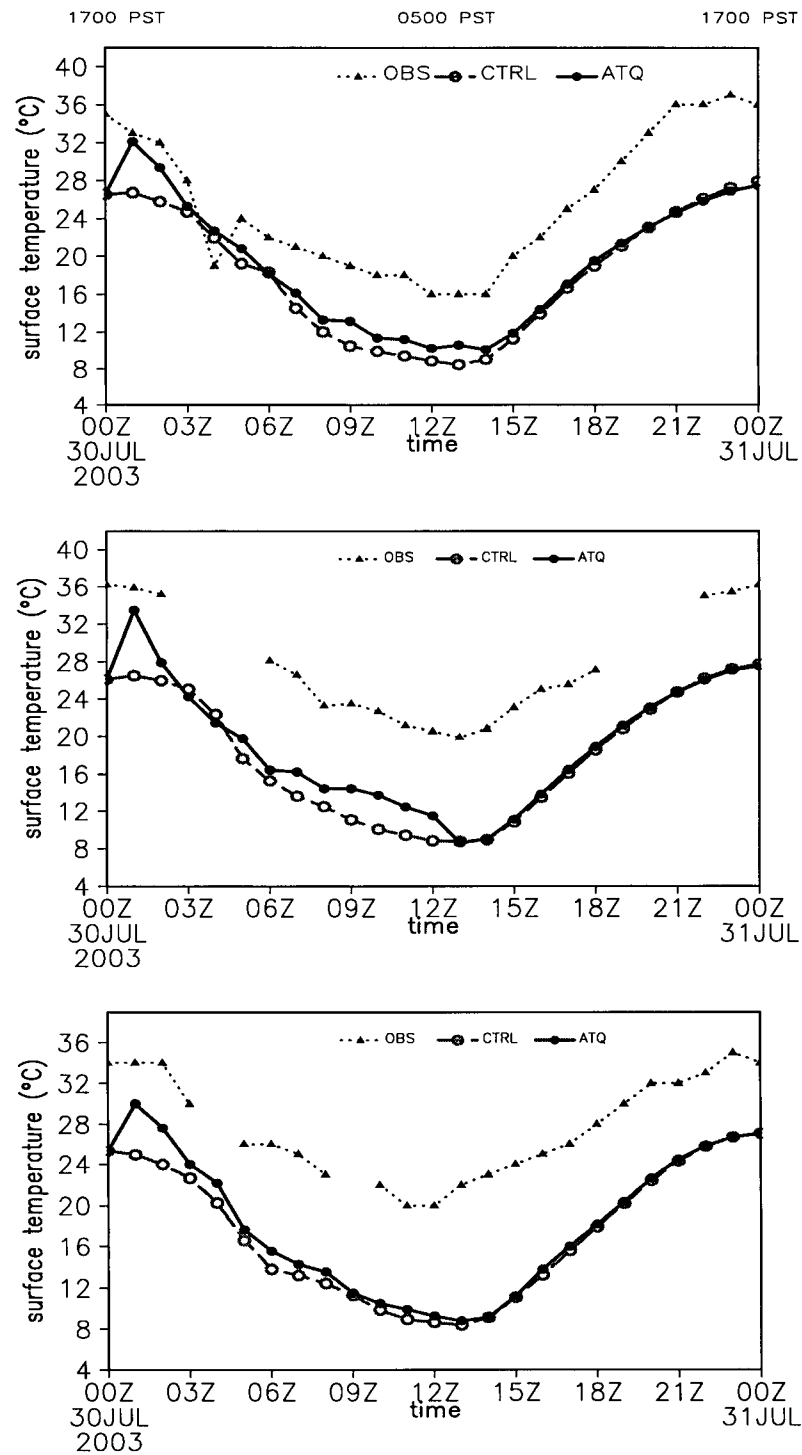 1700 PST 0500 PST 1700 PST
40
36
32
28
24
20
16
12
8
4
surface temperature (°C)
OBS CTRL ATQ
00Z 03Z 06Z 09Z 12Z 15Z 18Z 21Z 00Z
30JUL time 31JUL
2003
40
36
32
28
24
20
16
12
8
4
surface temperature (°C)
OBS CTRL ATQ
00Z 03Z 06Z 09Z 12Z 15Z 18Z 21Z 00Z
30JUL time 31JUL
2003
36
32
28
24
20
16
12
8
4
surface temperature (°C)
OBS CTRL ATQ
00Z 03Z 06Z 09Z 12Z 15Z 18Z 21Z 00Z
30JUL time 31JUL
2003